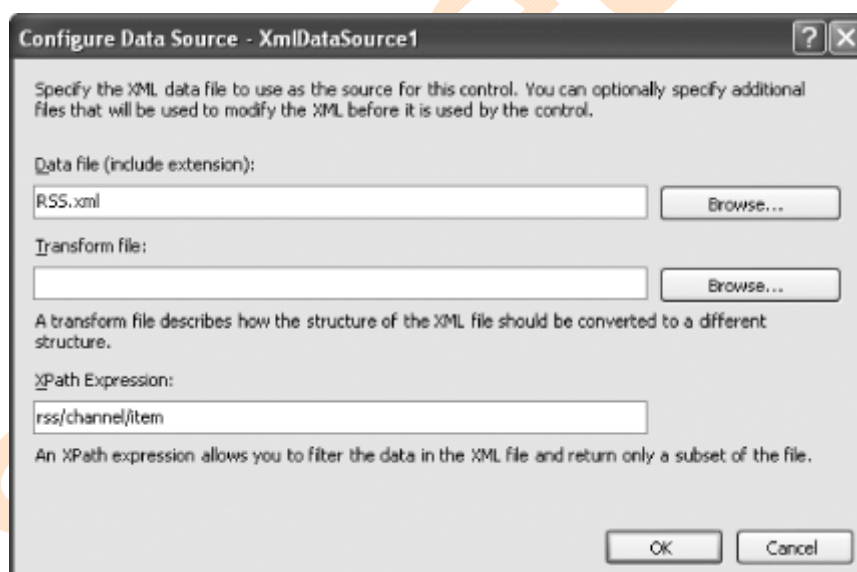 Configure Data Source - XmlDataSource1
Specify the XML data file to use as the source for this control. You can optionally specify additional
files that will be used to modify the XML before it is used by the control.
Data file (include extension):
RSS.xml
Browse...
Transform file:
Browse...
A transform file describes how the structure of the XML file should be converted to a different
structure.
XPath Expression:
rss/channel/item
An XPath expression allows you to filter the data in the XML file and return only a subset of the file.
OK
Cancel